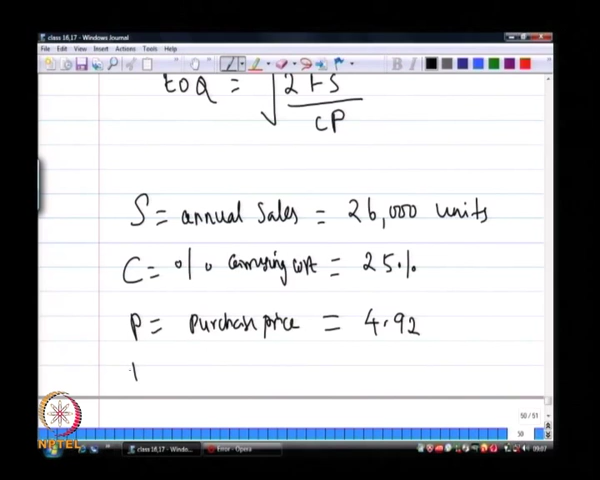 class 16,17 - Windows Journal
File Edit View Insert Actions Tools Help
EOQ = √ 2FS
CP
S = annual sales = 26,000 units
C = % carrying cost = 25%
P = Purchase price = 4.92
50 / 51
50
NPTEL
class 16,17 - Windo...
Error - Opera
09:07